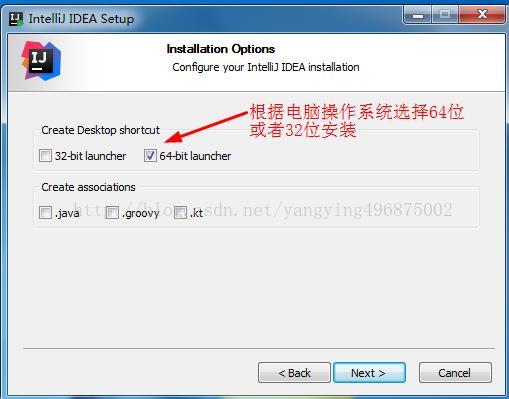 IntelliJ IDEA Setup
IJ
Installation Options
Configure your IntelliJ IDEA installation
根据电脑操作系统选择64位
或者32位安装
Create Desktop shortcut
32-bit launcher
64-bit launcher
Create associations
.java
.groovy
.kt
http://blog.csdn.net/yangying496875002
< Back
Next >
Cancel